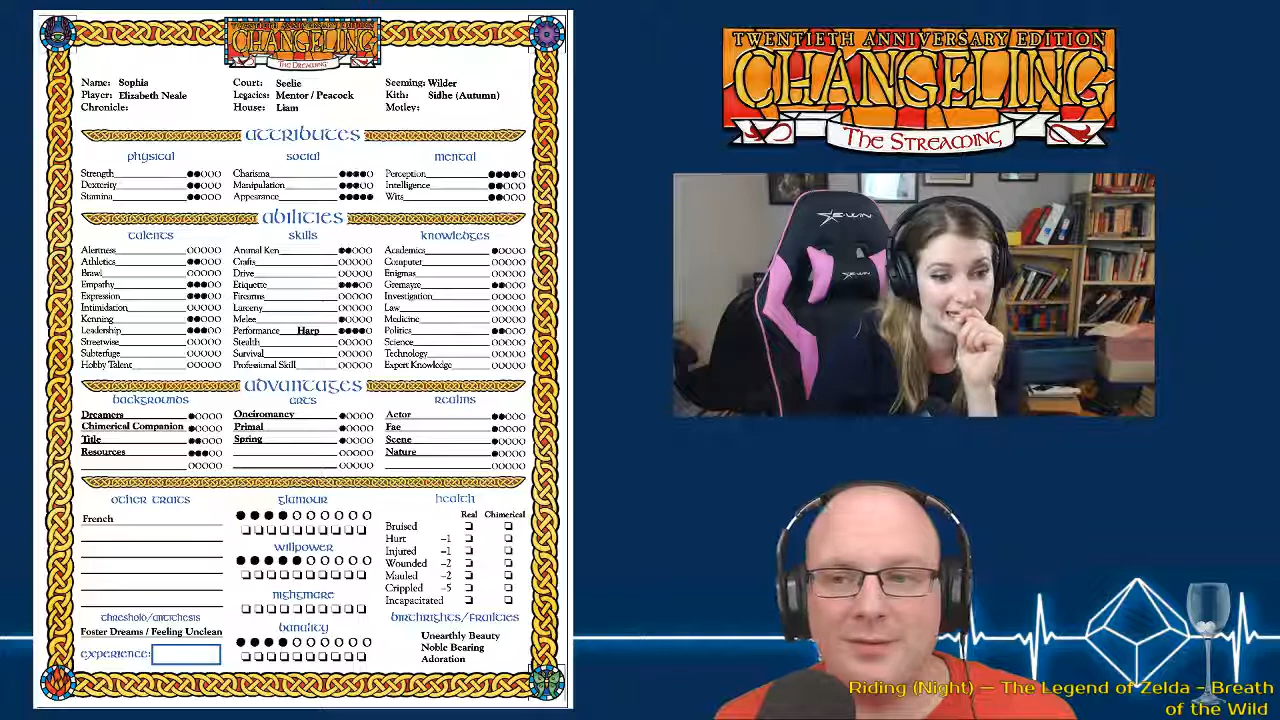 TWENTIETH ANNIVERSARY EDITION
CHANGELING
The Dreaming
Name: Sophia
Player: Elizabeth Neale
Chronicle:
Court: Seelie
Legacies: Mentor / Peacock
House: Liam
Seeming: Wilder
Kith: Sidhe (Autumn)
Motley:
Attributes
Physical
Social
Mental
Strength
Dexterity
Stamina
Charisma
Manipulation
Appearance
Perception
Intelligence
Wits
Abilities
Talents
Skills
Knowledges
Alertness
Athletics
Brawl
Empathy
Expression
Intimidation
Kenning
Leadership
Streetwise
Subterfuge
Hobby Talent
Animal Ken
Crafts
Drive
Etiquette
Firearms
Larceny
Melee
Performance Harp
Stealth
Survival
Professional Skill
Academics
Computer
Enigmas
Gremayre
Investigation
Law
Medicine
Politics
Science
Technology
Expert Knowledge
Advantages
Backgrounds
Arts
Realms
Dreamers
Chimerical Companion
Title
Resources
Oneiromancy
Primal
Spring
Actor
Fae
Scene
Nature
Other Traits
French
Threshold/Antithesis
Foster Dreams / Feeling Unclean
Experience:
Glamour
Willpower
Nightmare
Banality
Health
Real Chimerical
Bruised
Hurt -1
Injured -1
Wounded -2
Mauled -2
Crippled -5
Incapacitated
Birthrights/Frailties
Unearthly Beauty
Noble Bearing
Adoration
TWENTIETH ANNIVERSARY EDITION
CHANGELING
The Streaming
E-WIN
E-WIN
Riding (Night) — The Legend of Zelda - Breath
of the Wild